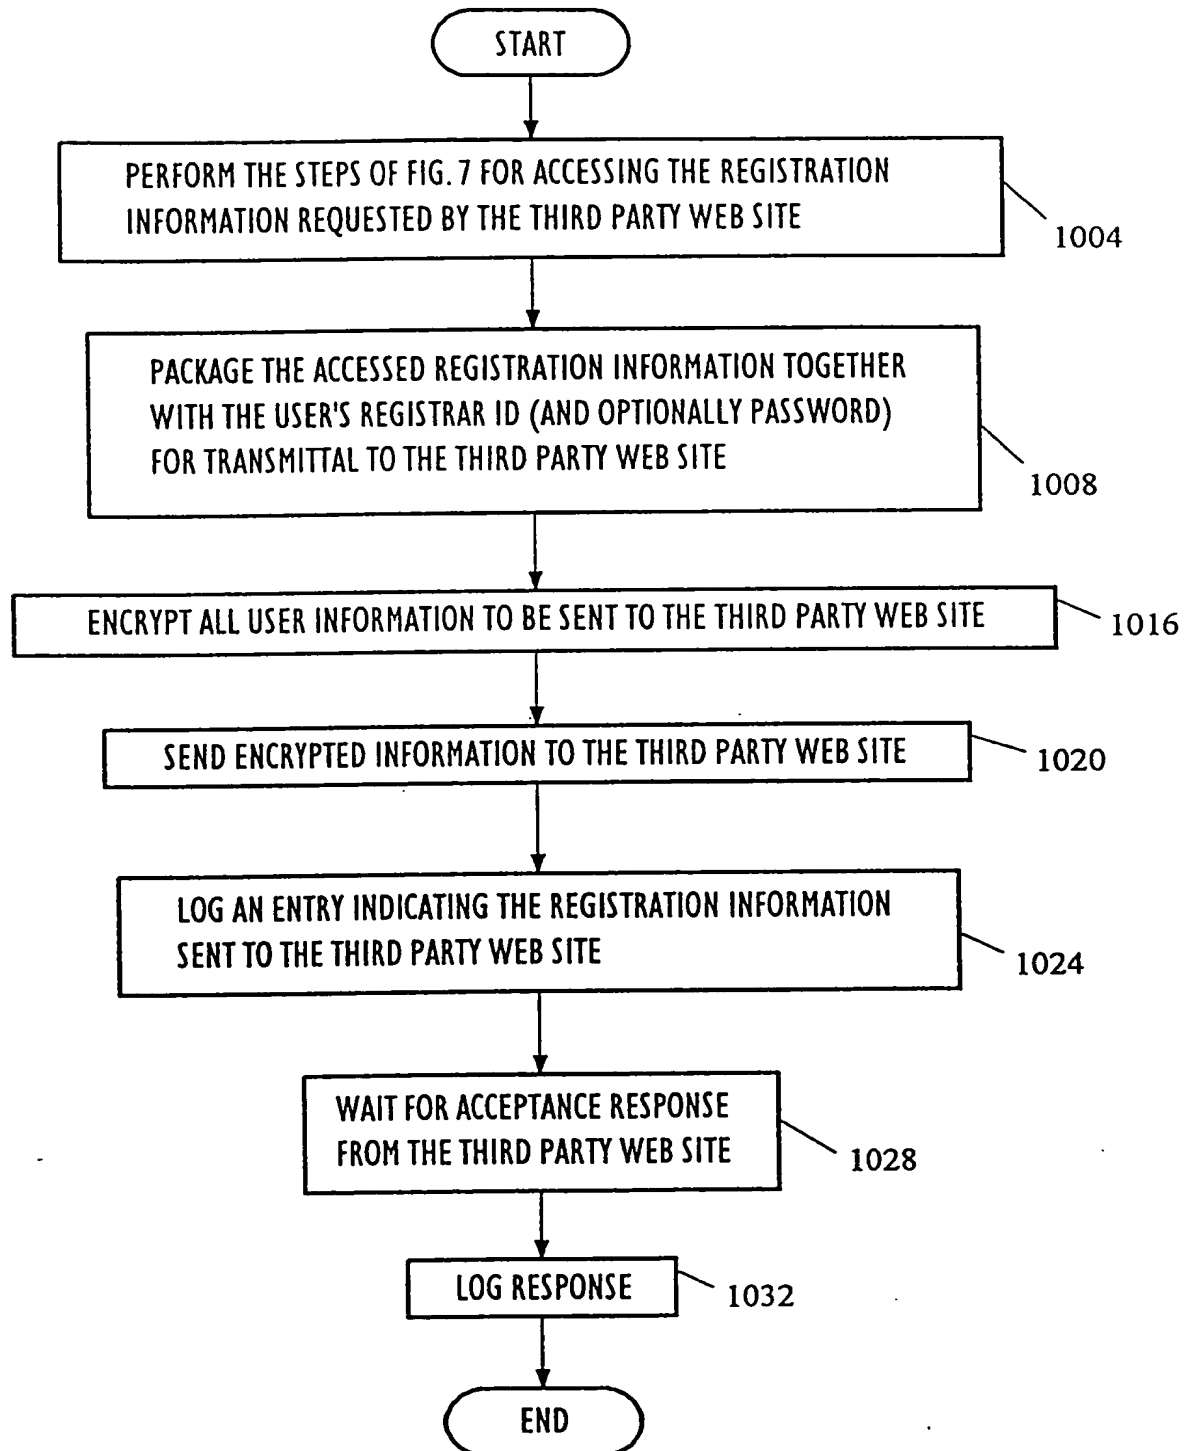 START
PERFORM THE STEPS OF FIG. 7 FOR ACCESSING THE REGISTRATION
INFORMATION REQUESTED BY THE THIRD PARTY WEB SITE
1004
PACKAGE THE ACCESSED REGISTRATION INFORMATION TOGETHER
WITH THE USER'S REGISTRAR ID (AND OPTIONALLY PASSWORD)
FOR TRANSMITTAL TO THE THIRD PARTY WEB SITE
1008
ENCRYPT ALL USER INFORMATION TO BE SENT TO THE THIRD PARTY WEB SITE
1016
SEND ENCRYPTED INFORMATION TO THE THIRD PARTY WEB SITE
1020
LOG AN ENTRY INDICATING THE REGISTRATION INFORMATION
SENT TO THE THIRD PARTY WEB SITE
1024
WAIT FOR ACCEPTANCE RESPONSE
FROM THE THIRD PARTY WEB SITE
1028
LOG RESPONSE
1032
END